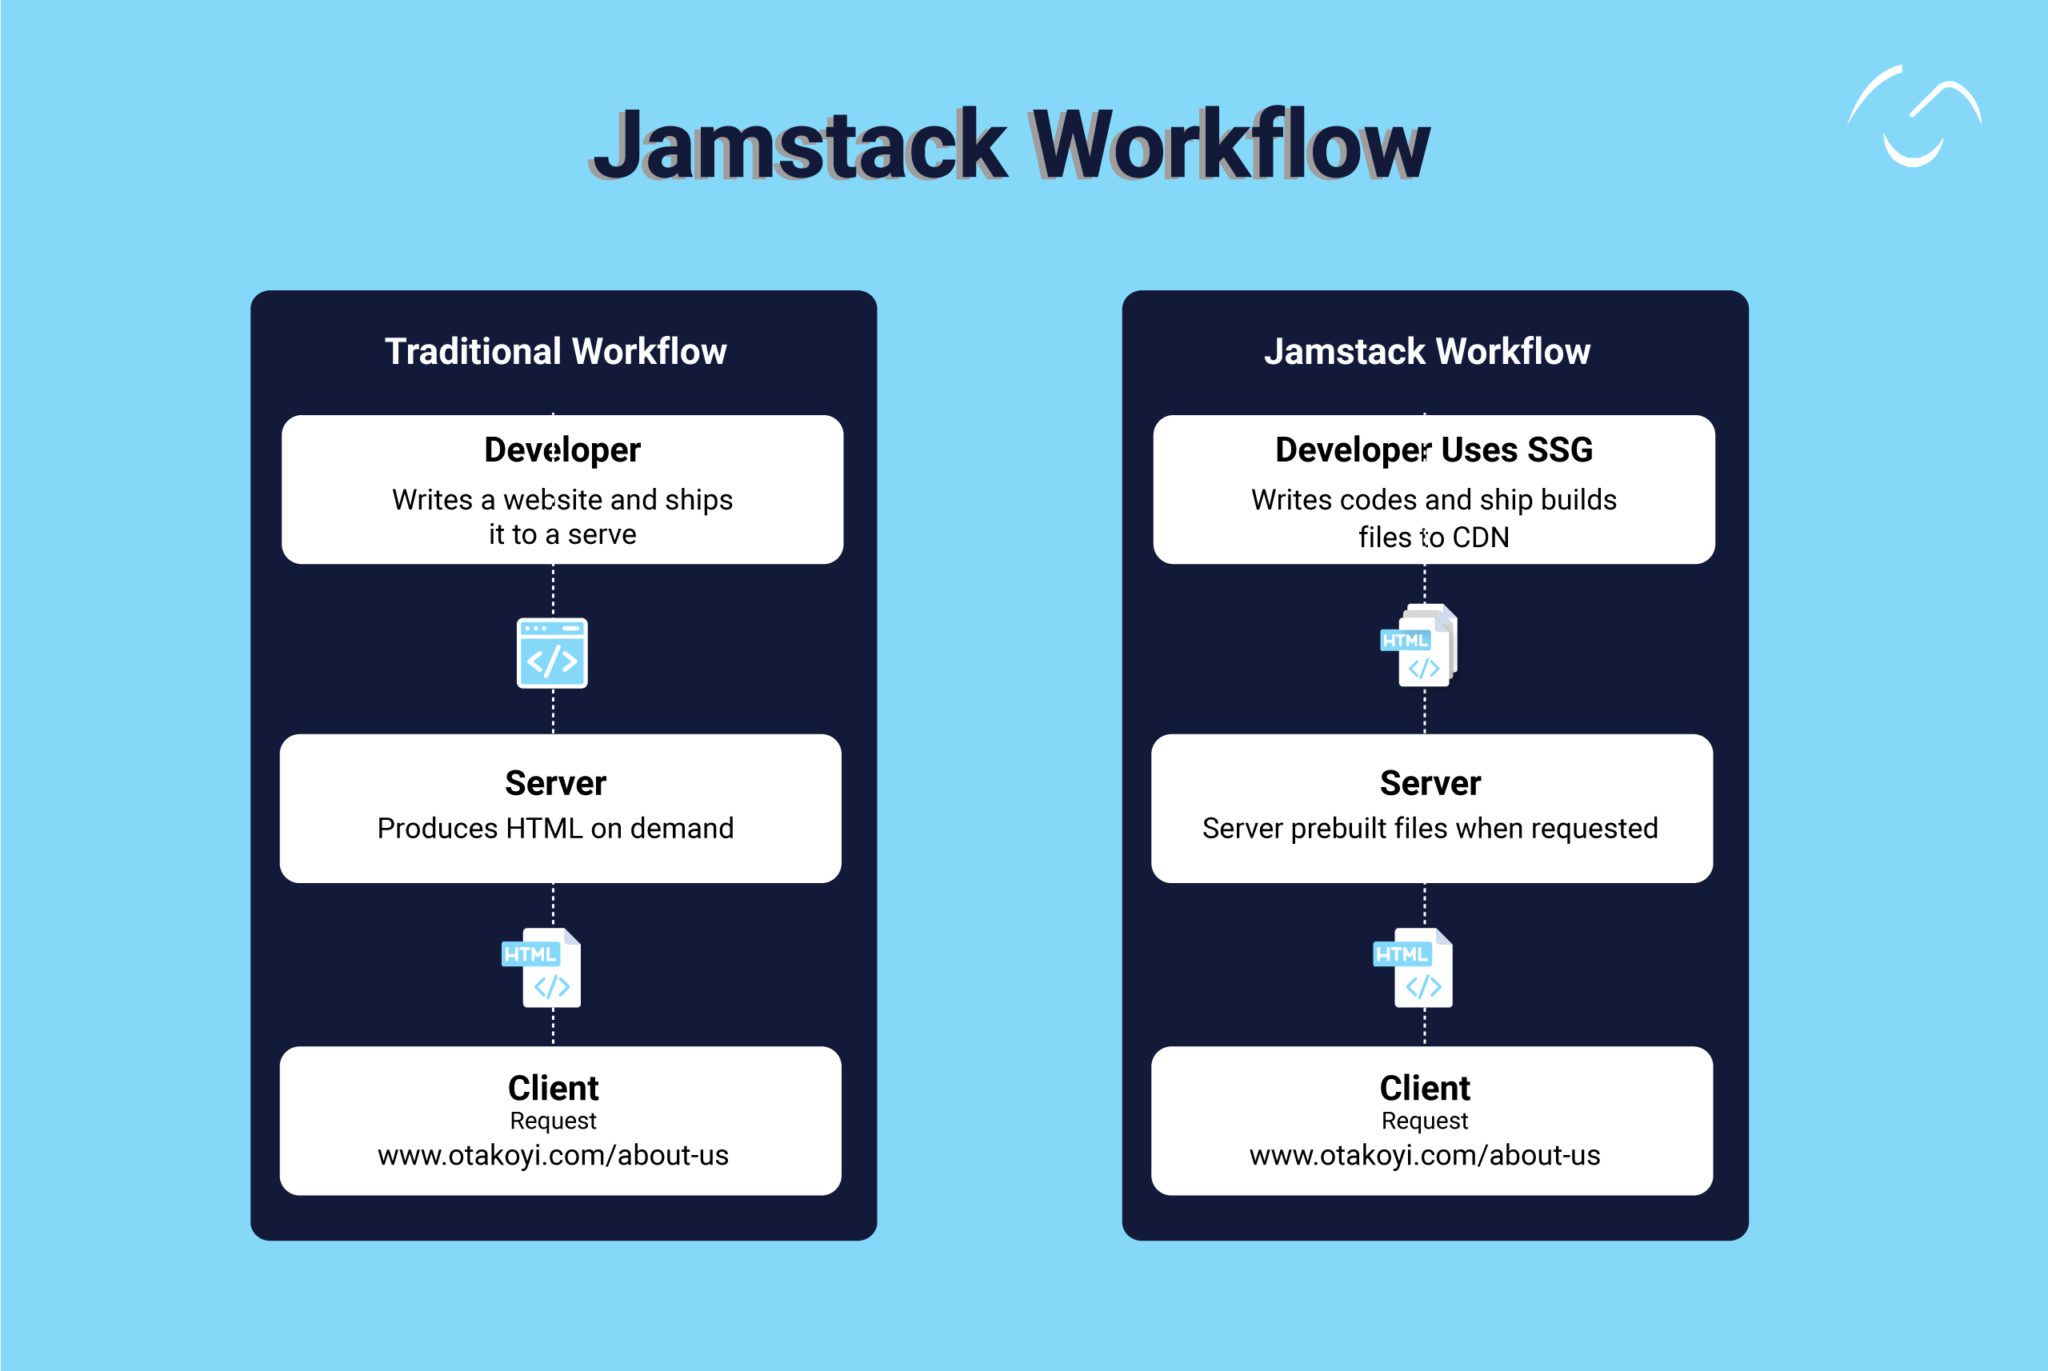 Jamstack Workflow
Traditional Workflow
Developer
Writes a website and ships
it to a serve
</>
Server
Produces HTML on demand
HTML
</>
Client
Request
www.otakoyi.com/about-us
Jamstack Workflow
Developer Uses SSG
Writes codes and ship builds
files to CDN
HTML
</>
Server
Server prebuilt files when requested
HTML
</>
Client
Request
www.otakoyi.com/about-us